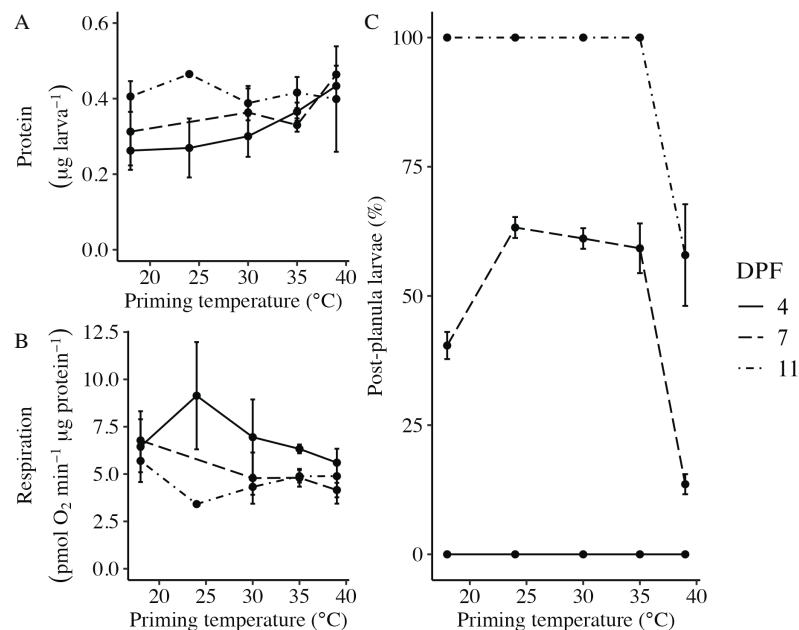 A
Protein
(µg larva⁻¹)
0.6
0.4
0.2
0.0
20 25 30 35 40
Priming temperature (°C)
B
Respiration
(pmol O₂ min⁻¹ µg protein⁻¹)
12.5
10.0
7.5
5.0
2.5
0.0
20 25 30 35 40
Priming temperature (°C)
C
Post-planula larvae (%)
100
75
50
25
0
20 25 30 35 40
Priming temperature (°C)
DPF
4
7
11